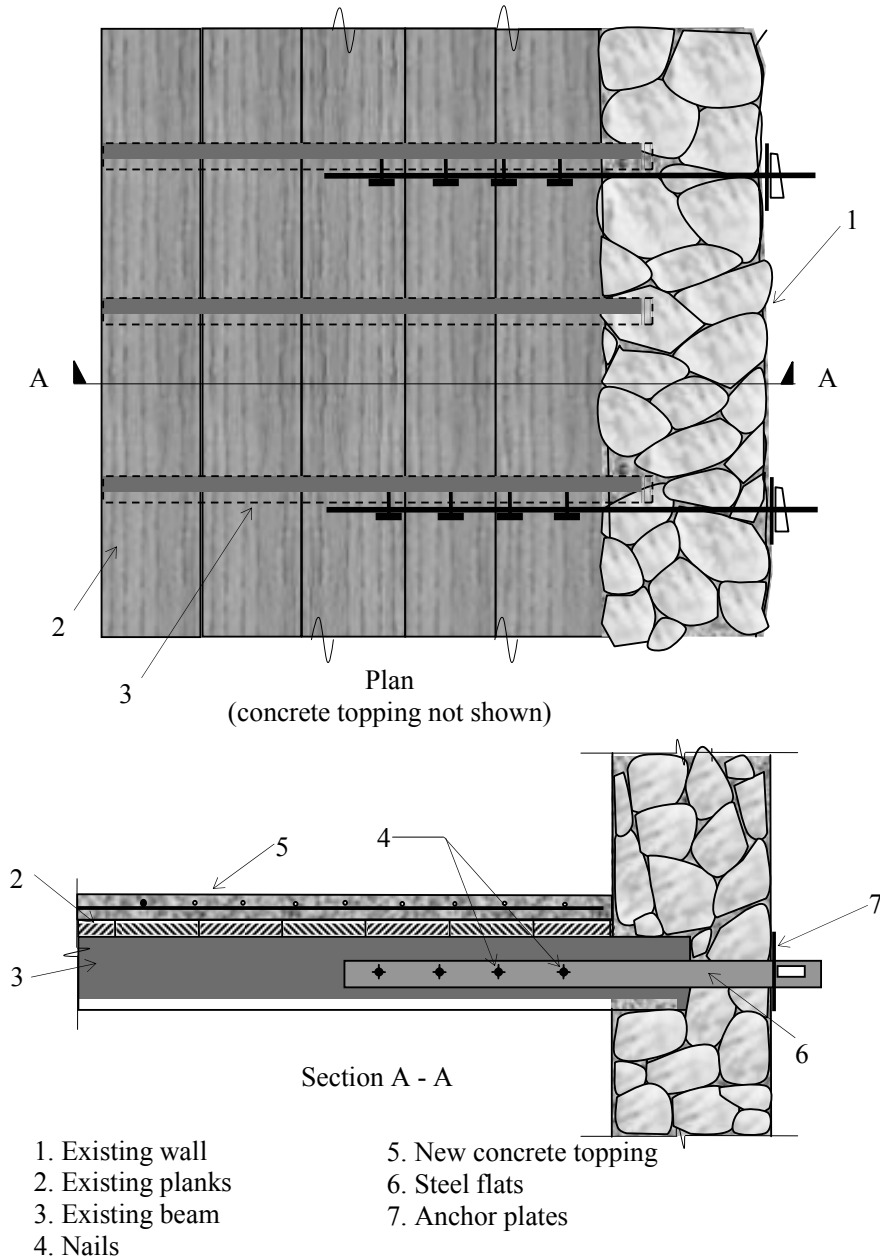 1
A
A
2
3
Plan
(concrete topping not shown)
5
4
2
7
3
6
Section A - A
1. Existing wall
2. Existing planks
3. Existing beam
4. Nails
5. New concrete topping
6. Steel flats
7. Anchor plates